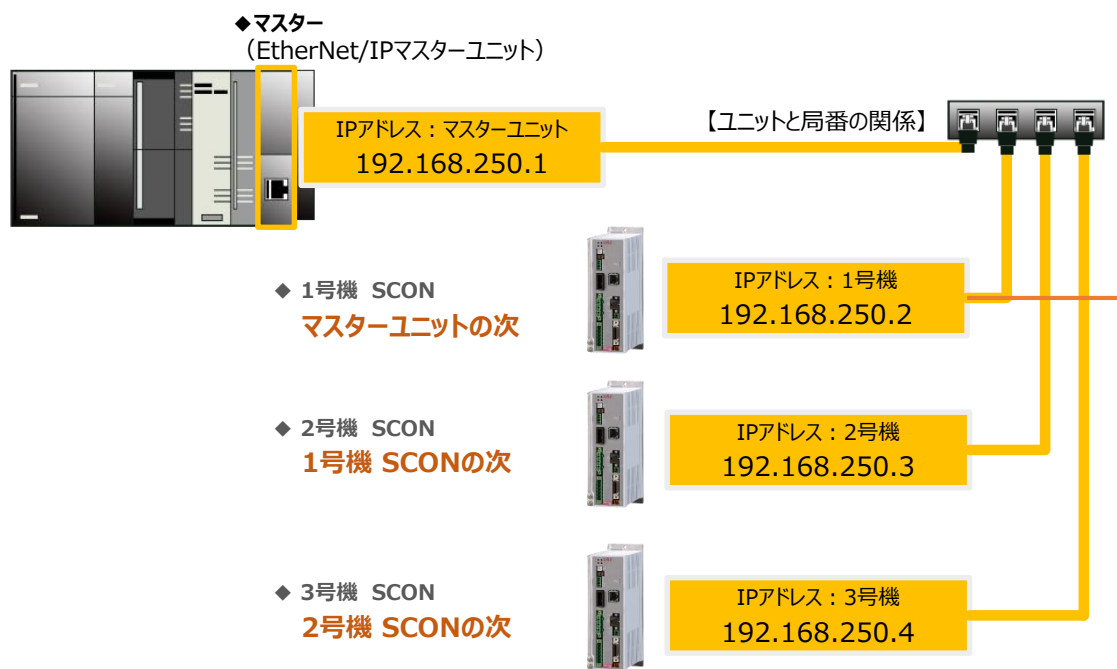 ◆マスター
（EtherNet/IPマスターユニット）
IPアドレス：マスターユニット
192.168.250.1
【ユニットと局番の関係】
◆ 1号機 SCON
マスターユニットの次
IPアドレス：1号機
192.168.250.2
◆ 2号機 SCON
1号機 SCONの次
IPアドレス：2号機
192.168.250.3
◆ 3号機 SCON
2号機 SCONの次
IPアドレス：3号機
192.168.250.4